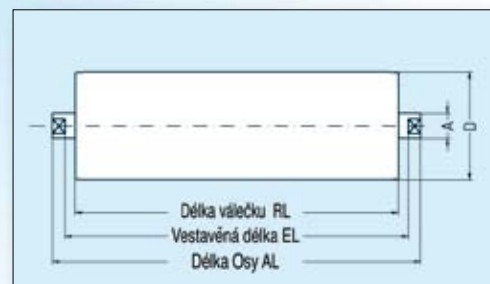 A
D
Délka válečku RL
Vestavěná délka EL
Délka Osy AL